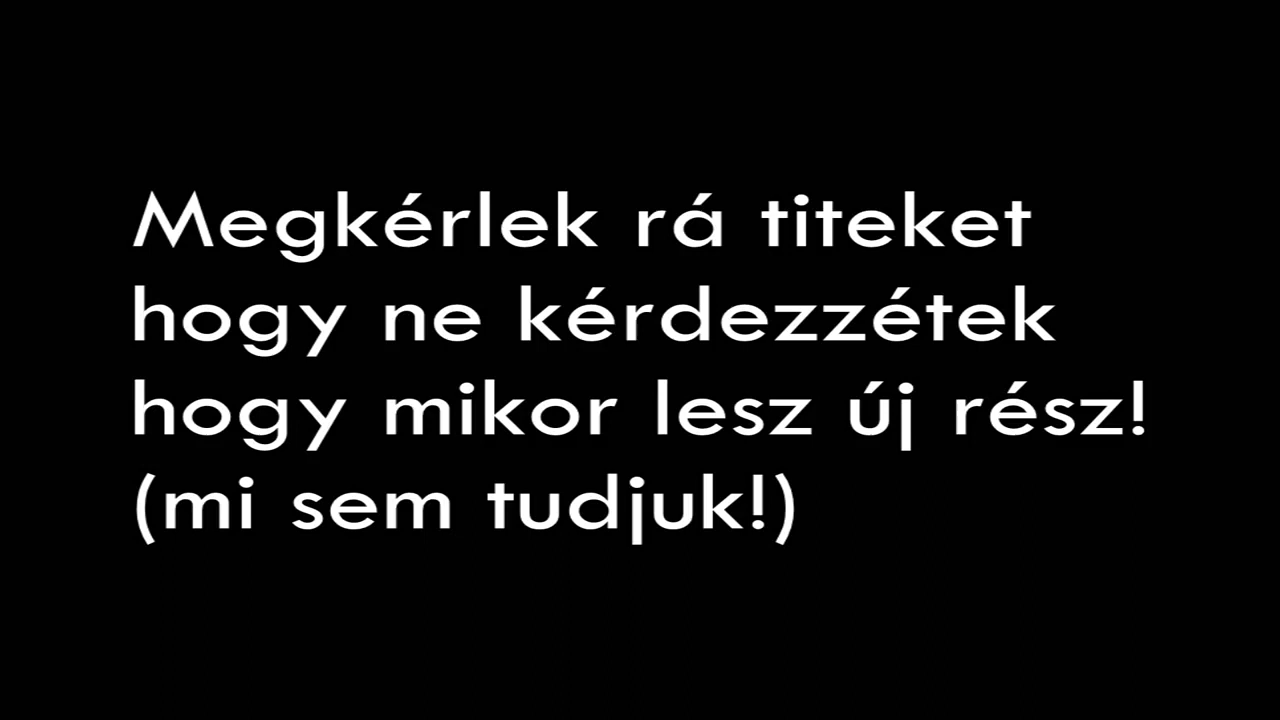 Megkérlek rá titeket
hogy ne kérdezzétek
hogy mikor lesz új rész!
(mi sem tudjuk!)